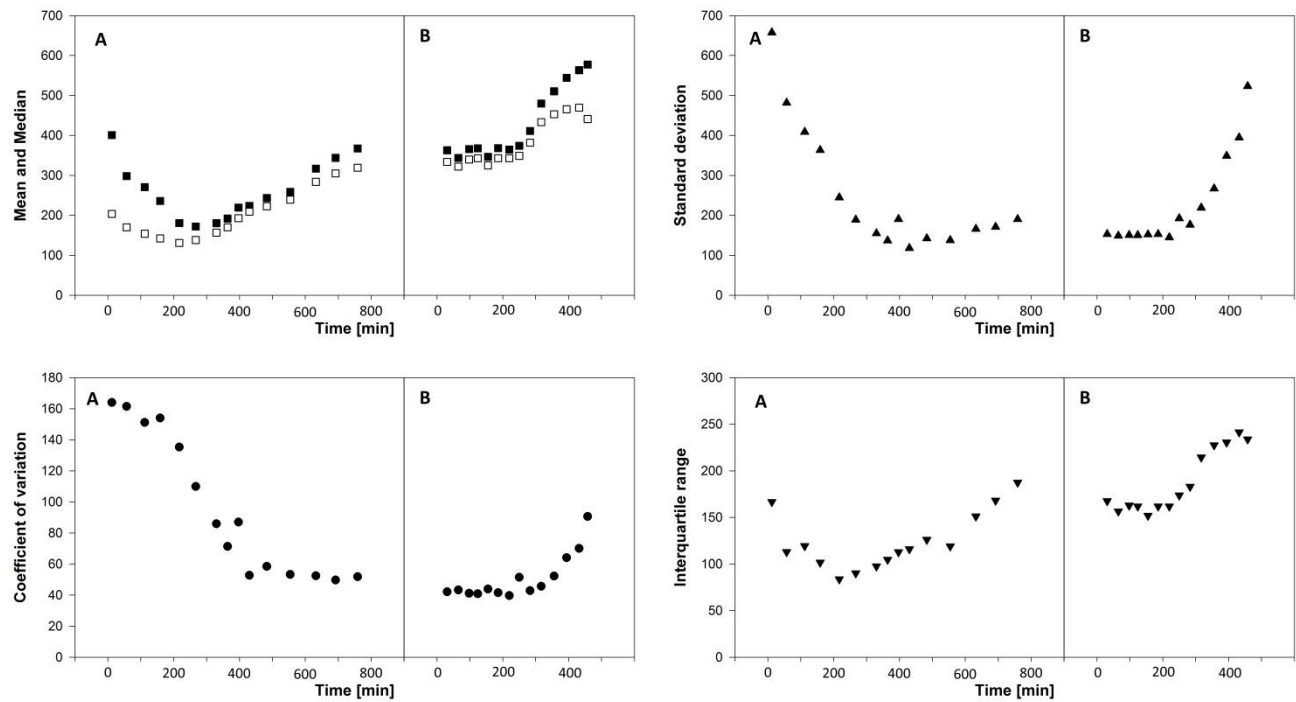 700
600
500
400
300
200
100
0
Mean and Median
A
B
0 200 400 600 800 0 200 400
Time [min]
700
600
500
400
300
200
100
0
Standard deviation
A
B
0 200 400 600 800 0 200 400
Time [min]
180
160
140
120
100
80
60
40
20
0
Coefficient of variation
A
B
0 200 400 600 800 0 200 400
Time [min]
300
250
200
150
100
50
0
Interquartile range
A
B
0 200 400 600 800 0 200 400
Time [min]